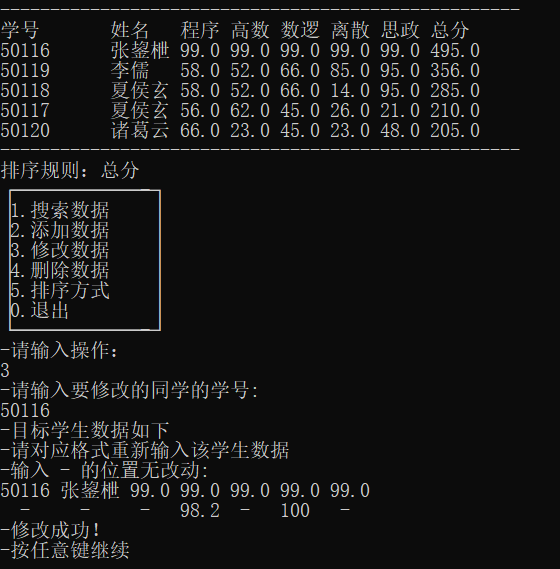 学号 姓名 程序 高数 数逻 离散 思政 总分
50116 张鋆枻 99.0 99.0 99.0 99.0 99.0 495.0
50119 李儒 58.0 52.0 66.0 85.0 95.0 356.0
50118 夏侯玄 58.0 52.0 66.0 14.0 95.0 285.0
50117 夏侯玄 56.0 62.0 45.0 26.0 21.0 210.0
50120 诸葛云 66.0 23.0 45.0 23.0 48.0 205.0
排序规则: 总分
1.搜索数据
2.添加数据
3.修改数据
4.删除数据
5.排序方式
0.退出
-请输入操作:
3
-请输入要修改的同学的学号:
50116
-目标学生数据如下
-请对应格式重新输入该学生数据
-输入 - 的位置无改动:
50116 张鋆枻 99.0 99.0 99.0 99.0 99.0
- - - 98.2 - 100 -
-修改成功!
-按任意键继续